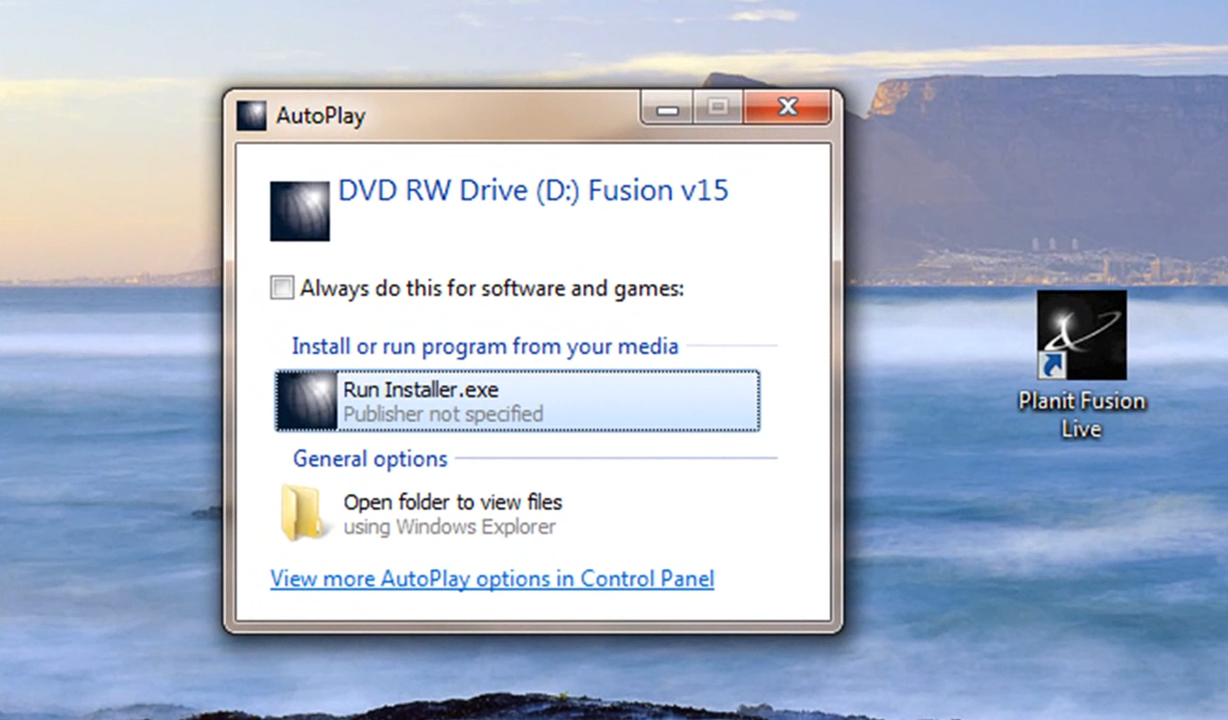 AutoPlay
DVD RW Drive (D:) Fusion v15
Always do this for software and games:
Install or run program from your media
Run Installer.exe
Publisher not specified
General options
Open folder to view files
using Windows Explorer
View more AutoPlay options in Control Panel
Planit Fusion
Live